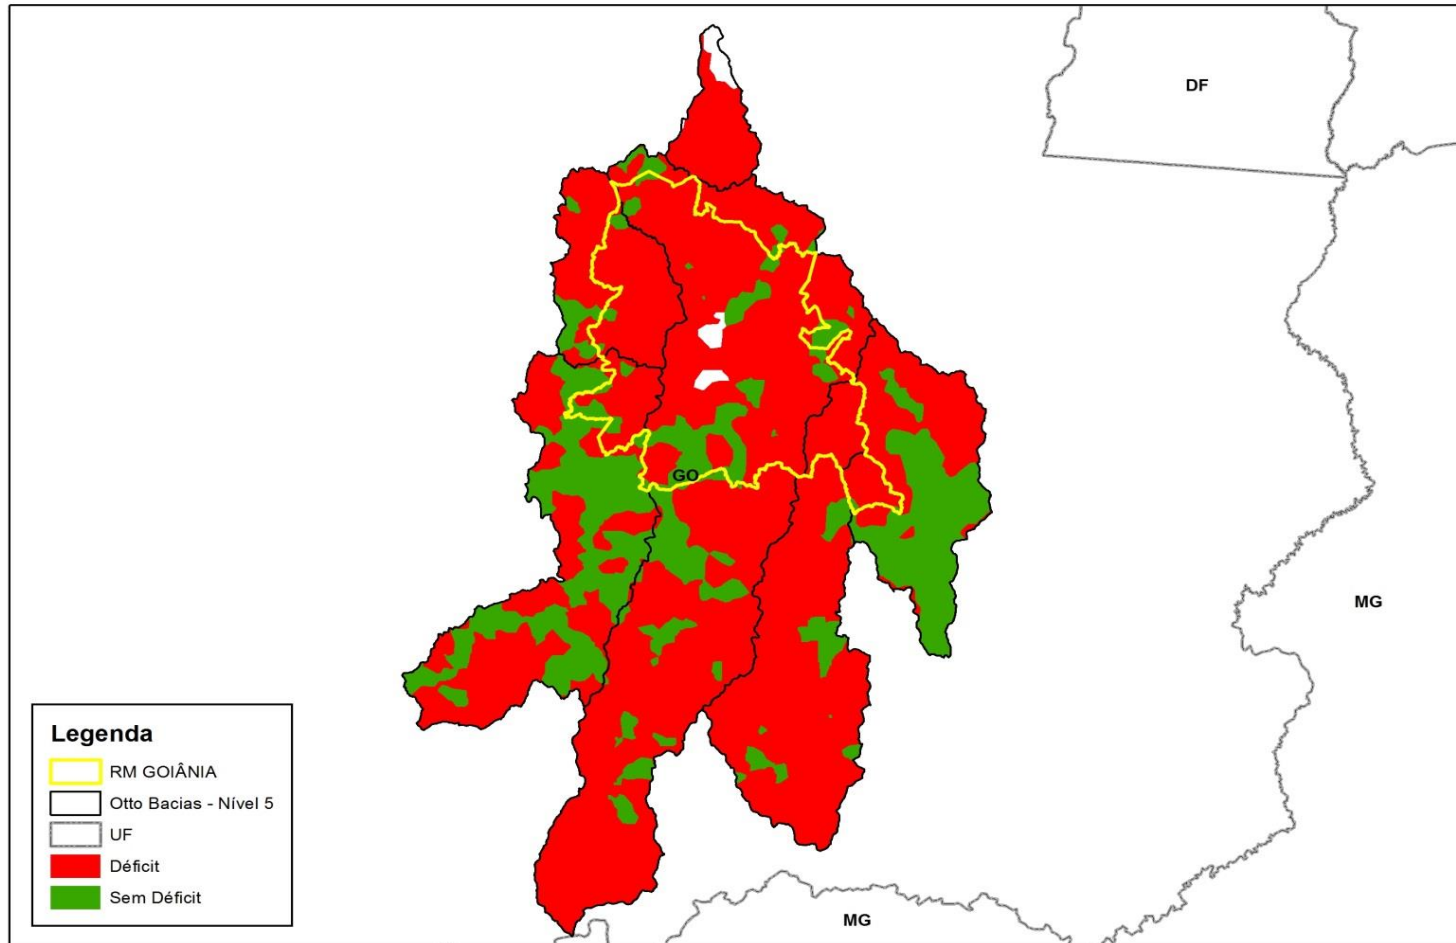 DF
GO
MG
MG
Legenda
RM GOIÂNIA
Otto Bacias - Nível 5
UF
Déficit
Sem Déficit